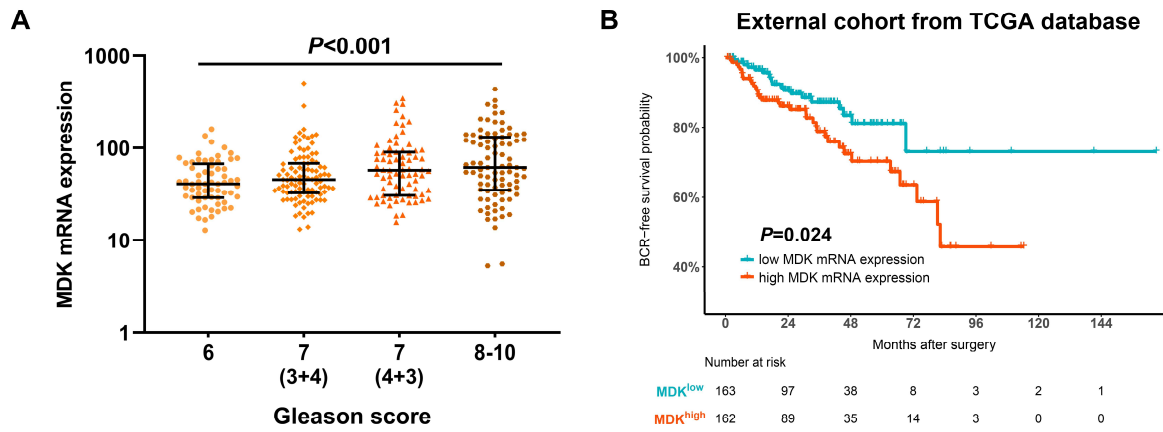 A
P<0.001
MDK mRNA expression
1000
100
10
1
6
7
(3+4)
7
(4+3)
8-10
Gleason score
B
External cohort from TCGA database
BCR−free survival probability
100%
80%
60%
40%
P=0.024
low MDK mRNA expression
high MDK mRNA expression
0 24 48 72 96 120 144
Months after surgery
Number at risk
MDKlow 163 97 38 8 3 2 1
MDKhigh 162 89 35 14 3 0 0